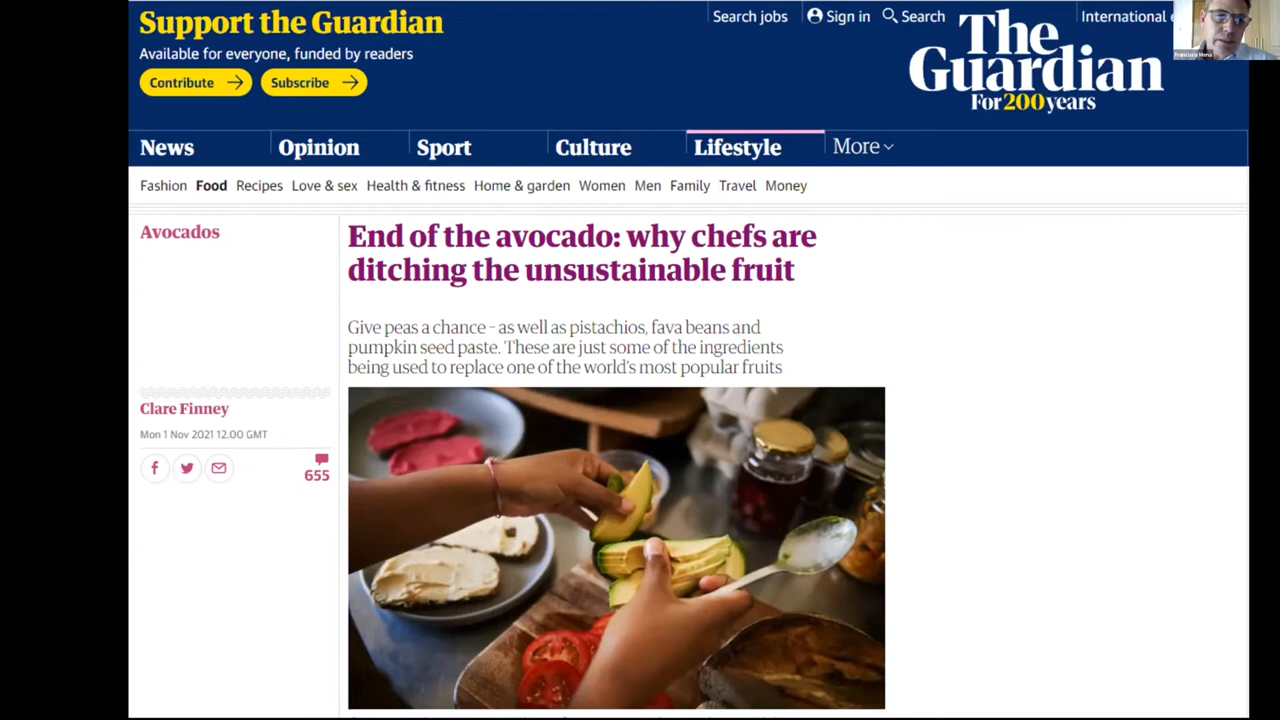 Support the Guardian
Available for everyone, funded by readers
Contribute
Subscribe
Search jobs
Sign in
Search
International
The
Guardian
For 200 years
Francisco Mena
News
Opinion
Sport
Culture
Lifestyle
More
Fashion
Food
Recipes
Love & sex
Health & fitness
Home & garden
Women
Men
Family
Travel
Money
Avocados
End of the avocado: why chefs are
ditching the unsustainable fruit
Give peas a chance – as well as pistachios, fava beans and
pumpkin seed paste. These are just some of the ingredients
being used to replace one of the world's most popular fruits
Clare Finney
Mon 1 Nov 2021 12.00 GMT
655